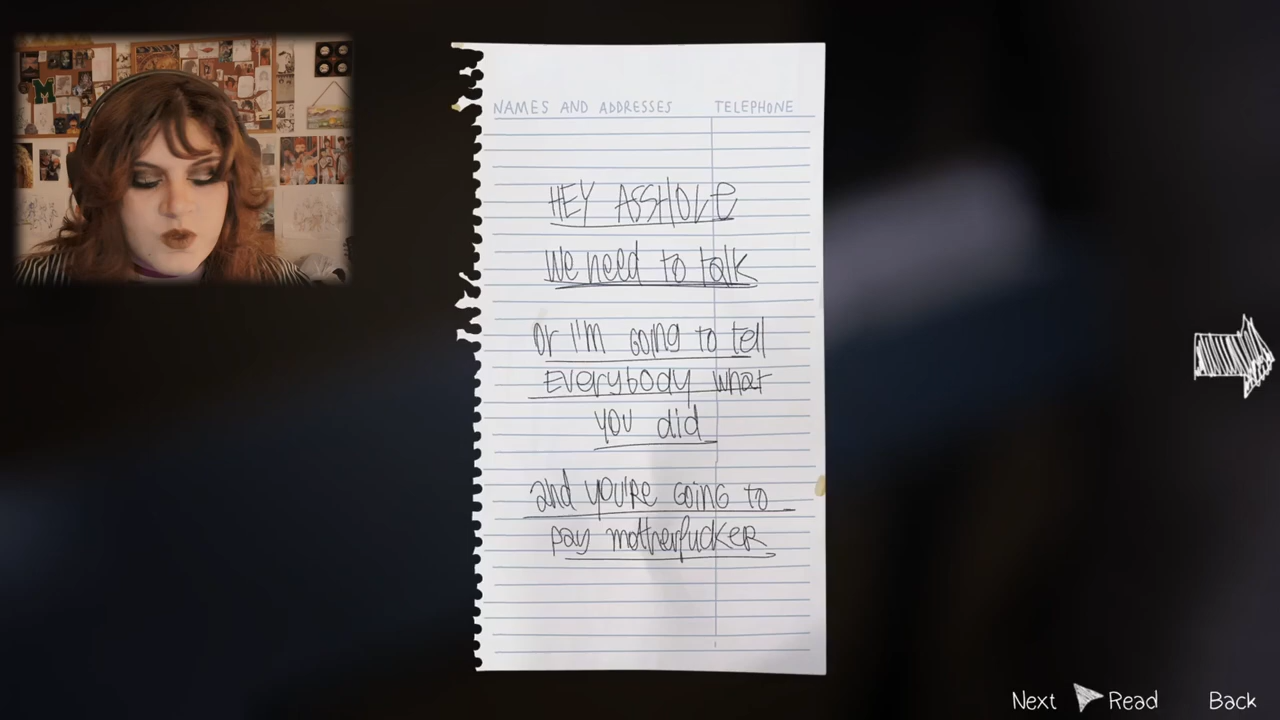 M
NAMES AND ADDRESSES TELEPHONE
HEY ASSHOLE
We need to talk
Or I'm going to tell
Everybody what
you did
and you're going to
pay motherfucker
Next Read Back